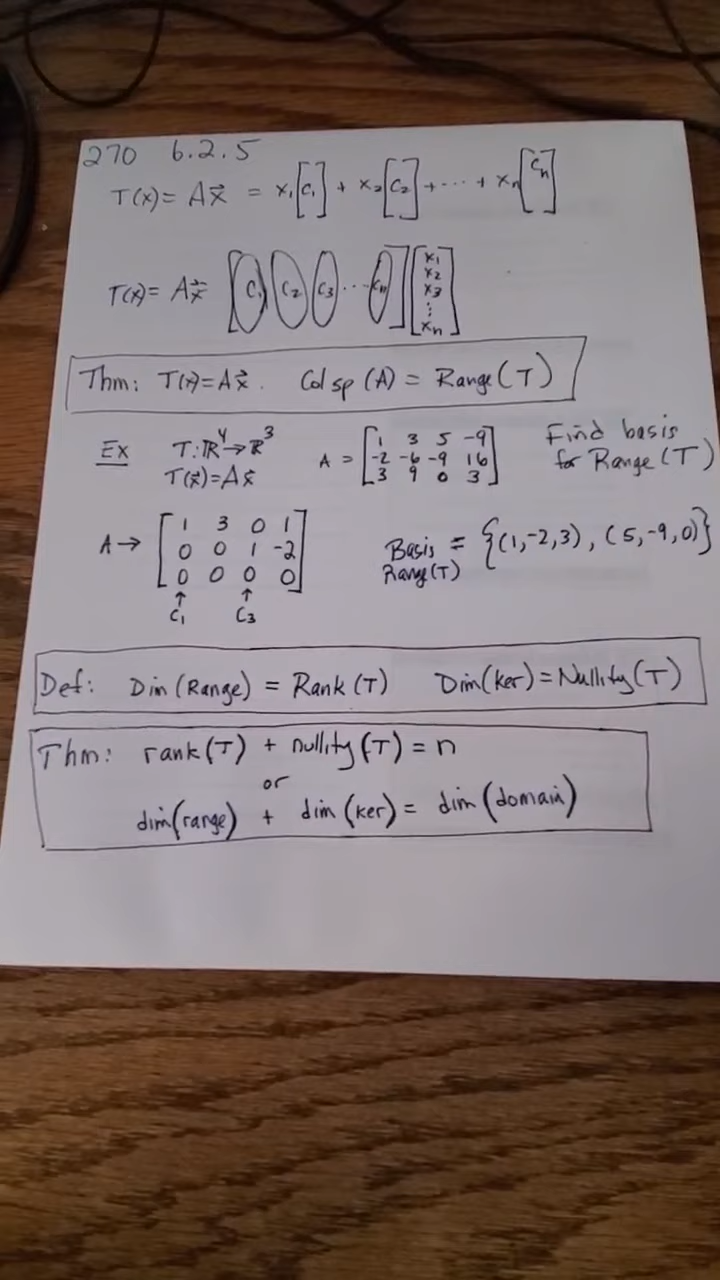 270 6.2.5
T(x) = Ax⃗ = x₁[c₁] + x₂[c₂] + ··· + xₙ[cₙ]
T(x) = Ax⃗ [c₁ c₂ c₃ ··· cₙ] [x₁ x₂ x₃ ⋮ xₙ]
Thm: T(x) = Ax⃗. Col sp (A) = Range(T)
Ex T: ℝ⁴→ℝ³
T(x⃗) = Ax⃗
A = [1 3 5 -9
-2 -6 -9 16
3 9 0 3]
Find basis
for Range(T)
A → [1 3 0 1
0 0 1 -2
0 0 0 0]
↑ ↑
C₁ C₃
Basis = {(1,-2,3), (5,-9,0)}
Range(T)
Def: Dim(Range) = Rank(T) Dim(ker) = Nullity(T)
Thm: rank(T) + nullity(T) = n
or
dim(range) + dim(ker) = dim(domain)